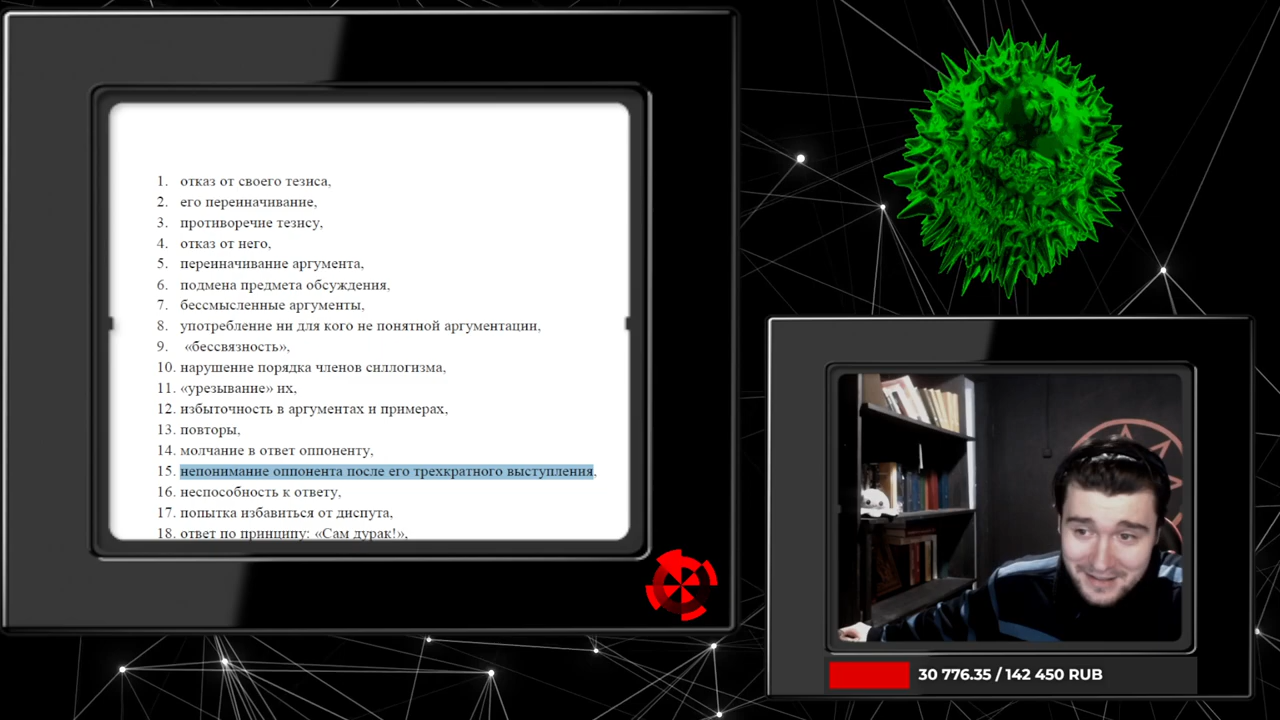 1. отказ от своего тезиса,
2. его переиначивание,
3. противоречие тезису,
4. отказ от него,
5. переиначивание аргумента,
6. подмена предмета обсуждения,
7. бессмысленные аргументы,
8. употребление ни для кого не понятной аргументации,
9. «бессвязность»,
10. нарушение порядка членов силлогизма,
11. «урезывание» их,
12. избыточность в аргументах и примерах,
13. повторы,
14. молчание в ответ оппоненту,
15. непонимание оппонента после его трехкратного выступления,
16. неспособность к ответу,
17. попытка избавиться от диспута,
18. ответ по принципу: «Сам дурак!»,
30 776.35 / 142 450 RUB